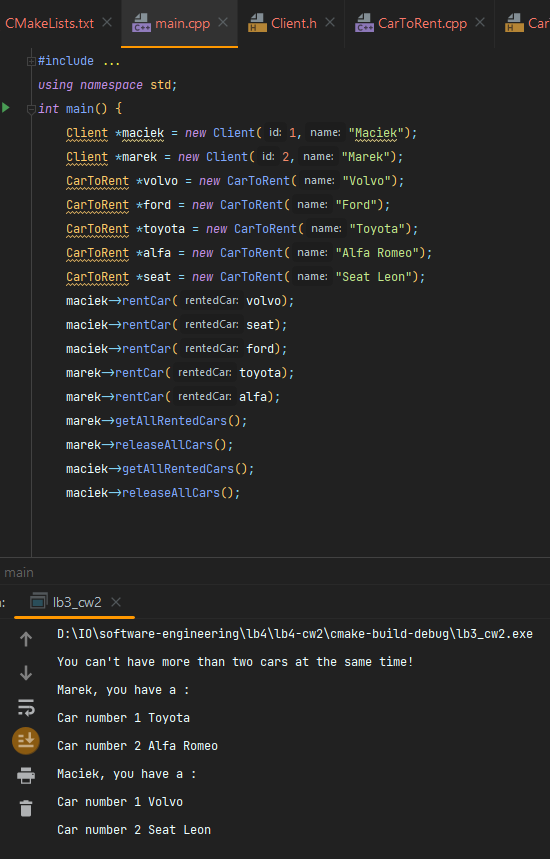 CMakeLists.txt main.cpp Client.h CarToRent.cpp Car
#include ...
using namespace std;
int main() {
Client *maciek = new Client( id: 1, name: "Maciek");
Client *marek = new Client( id: 2, name: "Marek");
CarToRent *volvo = new CarToRent( name: "Volvo");
CarToRent *ford = new CarToRent( name: "Ford");
CarToRent *toyota = new CarToRent( name: "Toyota");
CarToRent *alfa = new CarToRent( name: "Alfa Romeo");
CarToRent *seat = new CarToRent( name: "Seat Leon");
maciek->rentCar( rentedCar: volvo);
maciek->rentCar( rentedCar: seat);
maciek->rentCar( rentedCar: ford);
marek->rentCar( rentedCar: toyota);
marek->rentCar( rentedCar: alfa);
marek->getAllRentedCars();
marek->releaseAllCars();
maciek->getAllRentedCars();
maciek->releaseAllCars();
main
: lb3_cw2
D:\IO\software-engineering\lb4\lb4-cw2\cmake-build-debug\lb3_cw2.exe
You can't have more than two cars at the same time!
Marek, you have a :
Car number 1 Toyota
Car number 2 Alfa Romeo
Maciek, you have a :
Car number 1 Volvo
Car number 2 Seat Leon